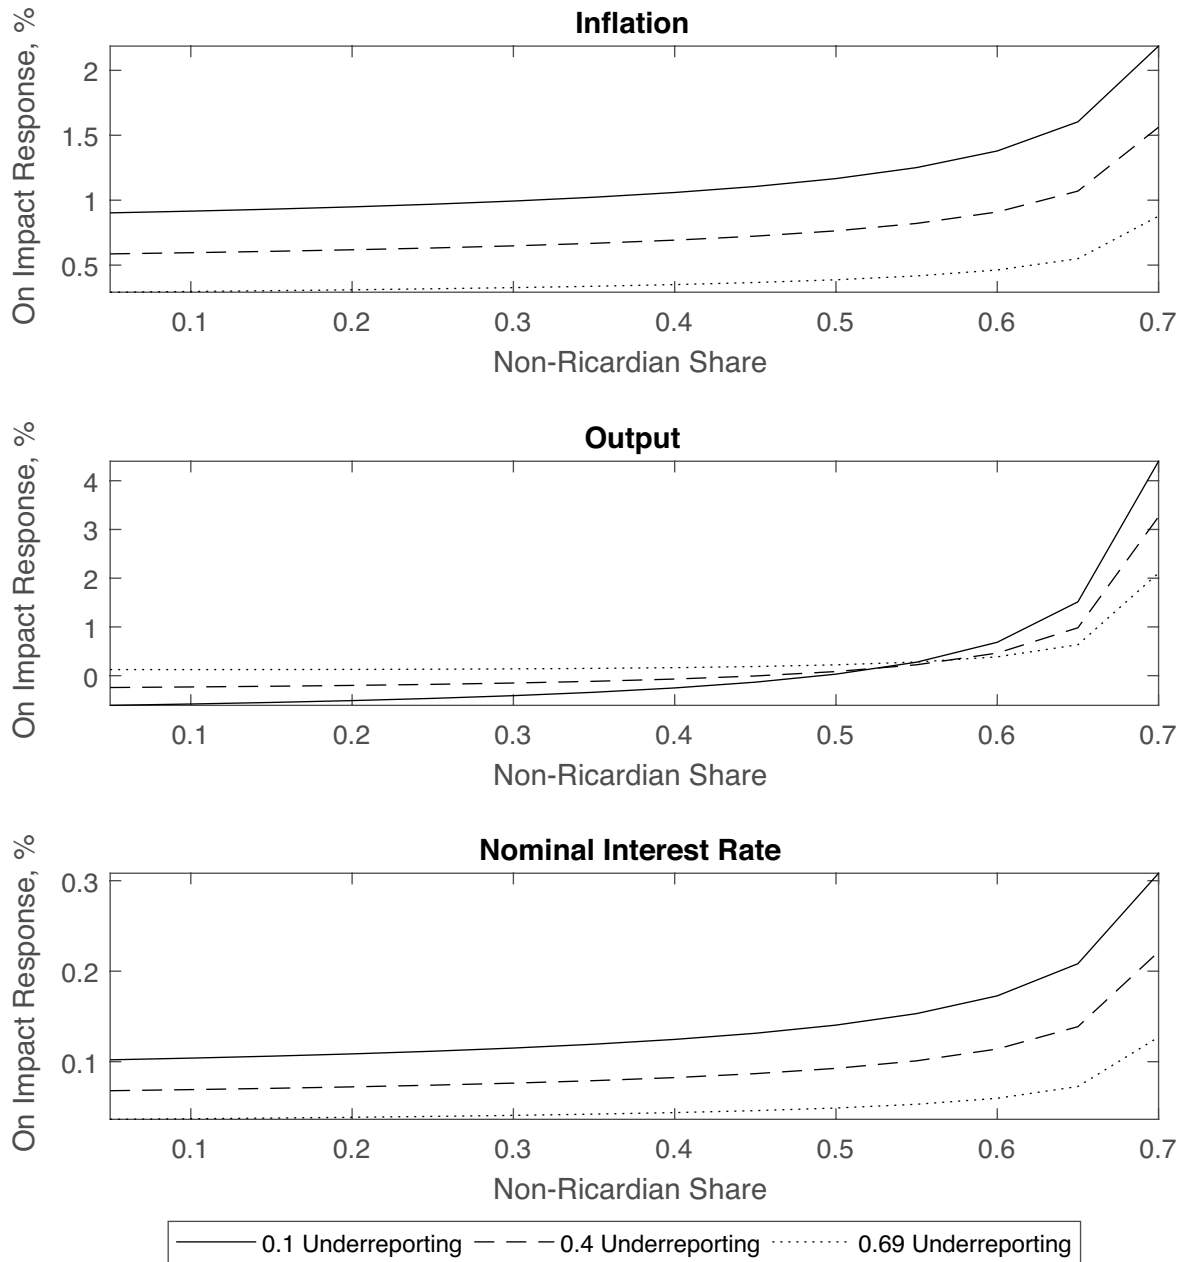 Inflation
On Impact Response, %
2
1.5
1
0.5
0.1 0.2 0.3 0.4 0.5 0.6 0.7
Non-Ricardian Share
Output
On Impact Response, %
4
3
2
1
0
0.1 0.2 0.3 0.4 0.5 0.6 0.7
Non-Ricardian Share
Nominal Interest Rate
On Impact Response, %
0.3
0.2
0.1
0.1 0.2 0.3 0.4 0.5 0.6 0.7
Non-Ricardian Share
0.1 Underreporting 0.4 Underreporting 0.69 Underreporting